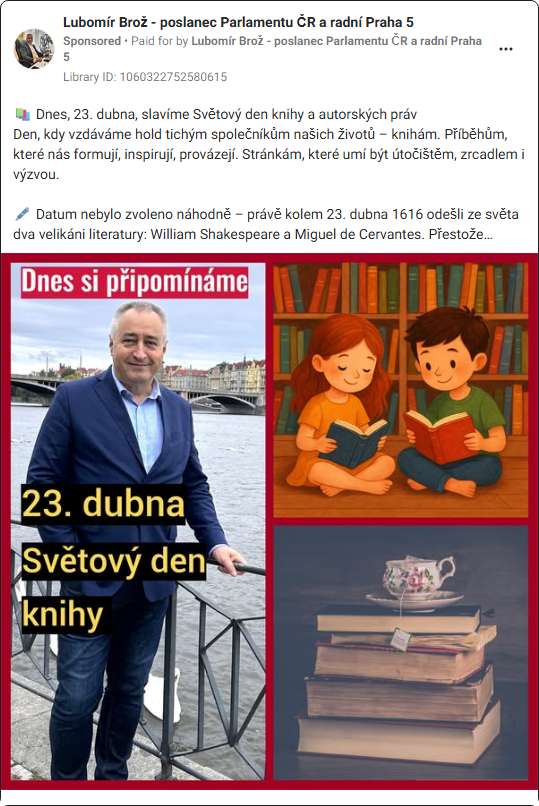 Lubomír Brož - poslanec Parlamentu ČR a radní Praha 5
Sponsored • Paid for by Lubomír Brož - poslanec Parlamentu ČR a radní Praha
5
Library ID: 1060322752580615
📚 Dnes, 23. dubna, slavíme Světový den knihy a autorských práv
Den, kdy vzdáváme hold tichým společníkům našich životů – knihám. Příběhům,
které nás formují, inspirují, provázejí. Stránkám, které umí být útočištěm, zrcadlem i
výzvou.
🖋️ Datum nebylo zvoleno náhodně – právě kolem 23. dubna 1616 odešli ze světa
dva velikáni literatury: William Shakespeare a Miguel de Cervantes. Přestože…
Dnes si připomínáme
23. dubna
Světový den
knihy